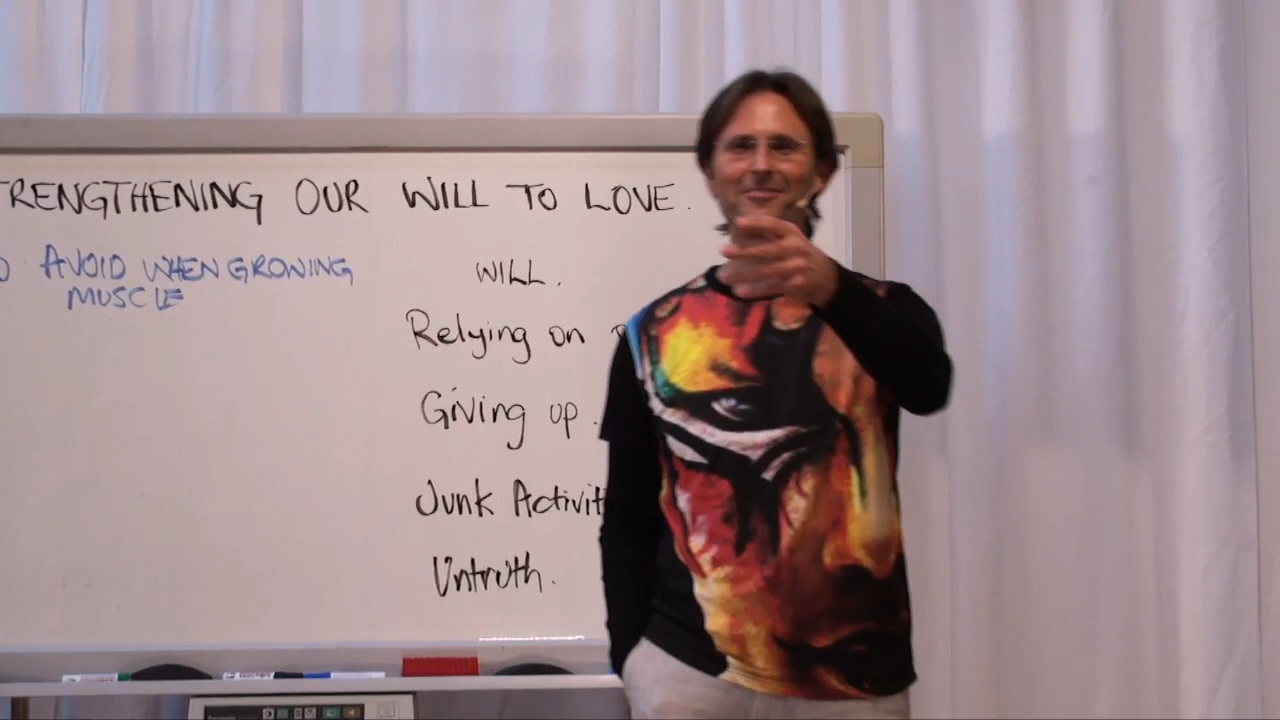 TRENGTHENING OUR WILL TO LOVE.
O AVOID WHEN GROWING
MUSCLE
WILL.
Relying on
Giving up.
Junk Activit
Untruth.